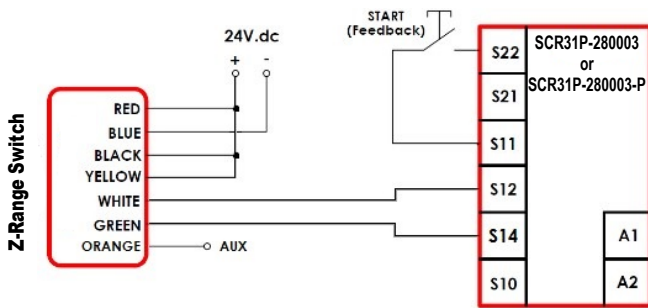 START
(Feedback)
24V.dc
+ -
SCR31P-280003
or
SCR31P-280003-P
S22
S21
S11
S12
S14
S10
A1
A2
Z-Range Switch
RED
BLUE
BLACK
YELLOW
WHITE
GREEN
ORANGE
AUX